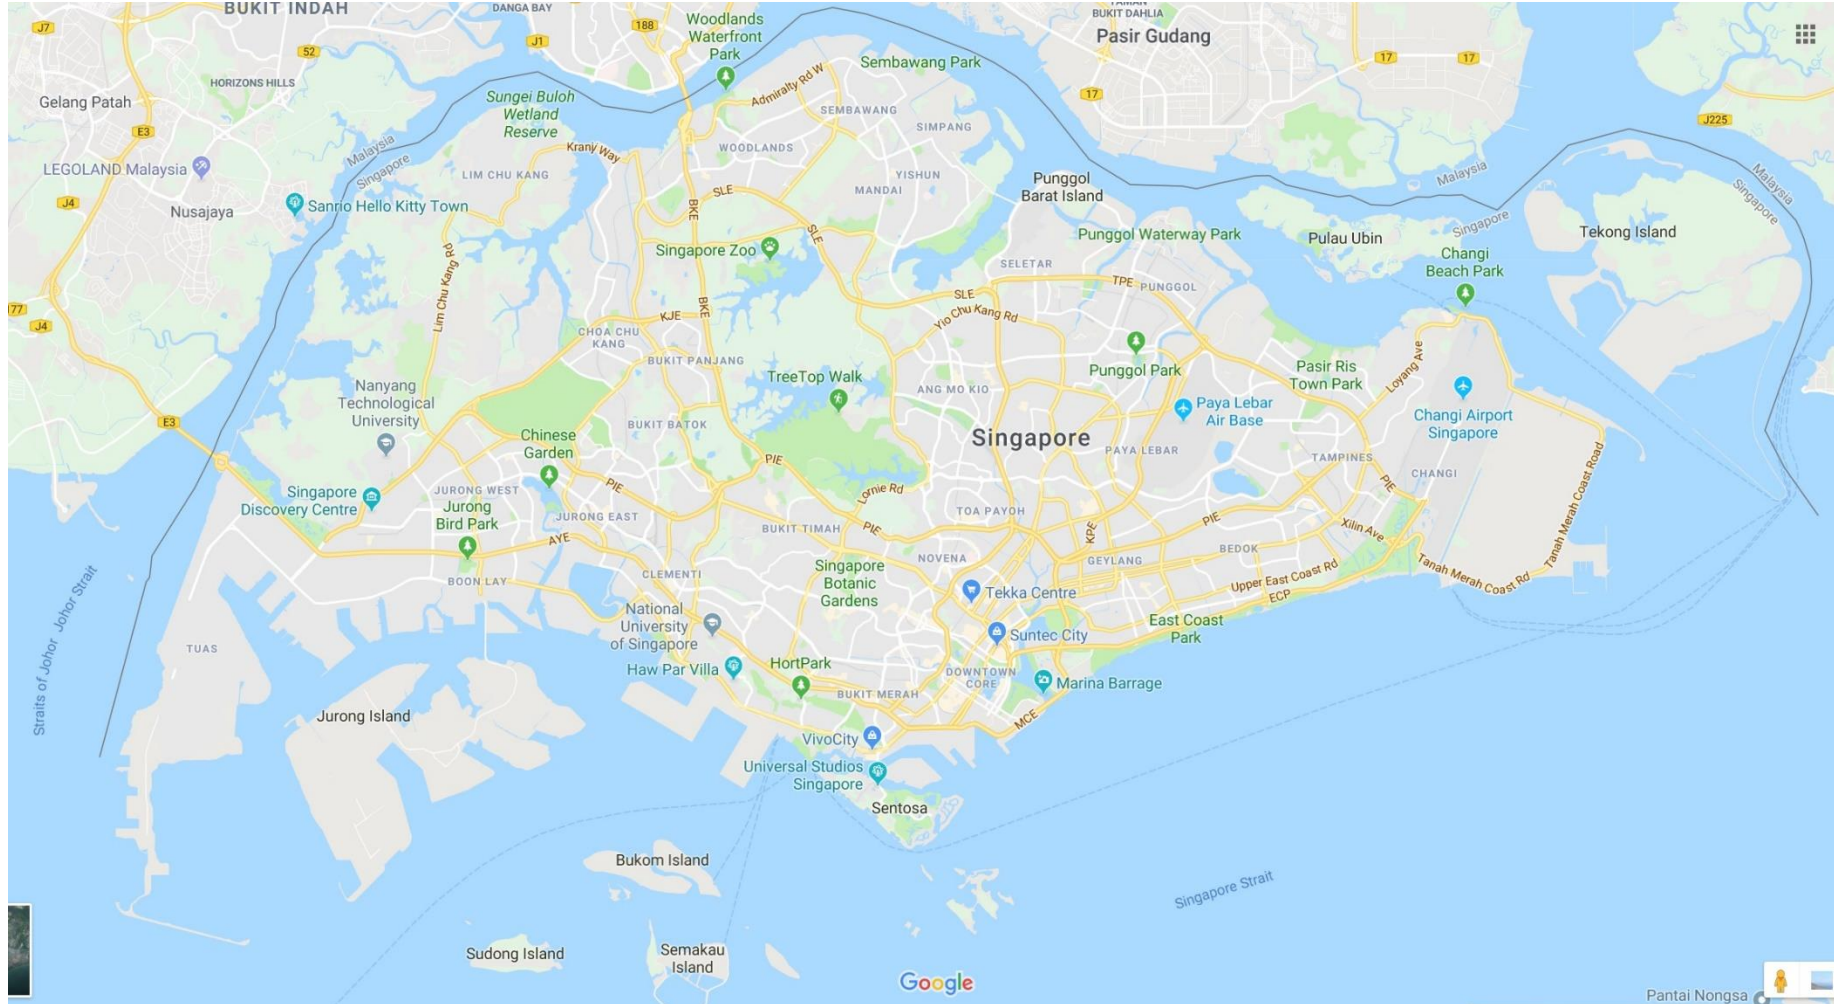 BUKIT INDAH
DANGA BAY
J7
J1
188
52
Woodlands
Waterfront
Park
BUKIT DAHLIA
Pasir Gudang
17
17
17
J225
Sembawang Park
Admiralty Rd W
HORIZONS HILLS
Gelang Patah
E3
Sungei Buloh
Wetland
Reserve
SEMBAWANG
SIMPANG
Malaysia
Singapore
Kranji Way
WOODLANDS
LEGOLAND Malaysia
LIM CHU KANG
YISHUN
MANDAI
Punggol
Barat Island
Malaysia
Malaysia
Singapore
J4
Nusajaya
Sanrio Hello Kitty Town
SLE
BKE
SLE
Singapore Zoo
Punggol Waterway Park
Pulau Ubin
Singapore
Tekong Island
Changi
Beach Park
SELETAR
TPE
PUNGGOL
Lim Chu Kang Rd
SLE
Yio Chu Kang Rd
77
J4
KJE
BKE
CHOA CHU
KANG
BUKIT PANJANG
Punggol Park
Pasir Ris
Town Park
Loyang Ave
TreeTop Walk
ANG MO KIO
Nanyang
Technological
University
Paya Lebar
Air Base
Changi Airport
Singapore
E3
BUKIT BATOK
Chinese
Garden
Singapore
PAYA LEBAR
TAMPINES
CHANGI
PIE
PIE
PIE
Lornie Rd
Tanah Merah Coast Road
Singapore
Discovery Centre
JURONG WEST
Jurong
Bird Park
JURONG EAST
TOA PAYOH
BUKIT TIMAH
PIE
KPE
PIE
Xilin Ave
AYE
BEDOK
NOVENA
GEYLANG
Tanah Merah Coast Rd
BOON LAY
CLEMENTI
Singapore
Botanic
Gardens
Tekka Centre
Upper East Coast Rd
ECP
Straits of Johor
Johor Strait
National
University
of Singapore
Suntec City
East Coast
Park
TUAS
Haw Par Villa
HortPark
DOWNTOWN
CORE
Marina Barrage
BUKIT MERAH
Jurong Island
MCE
VivoCity
Universal Studios
Singapore
Sentosa
Bukom Island
Singapore Strait
Sudong Island
Semakau
Island
Google
Pantai Nongsa